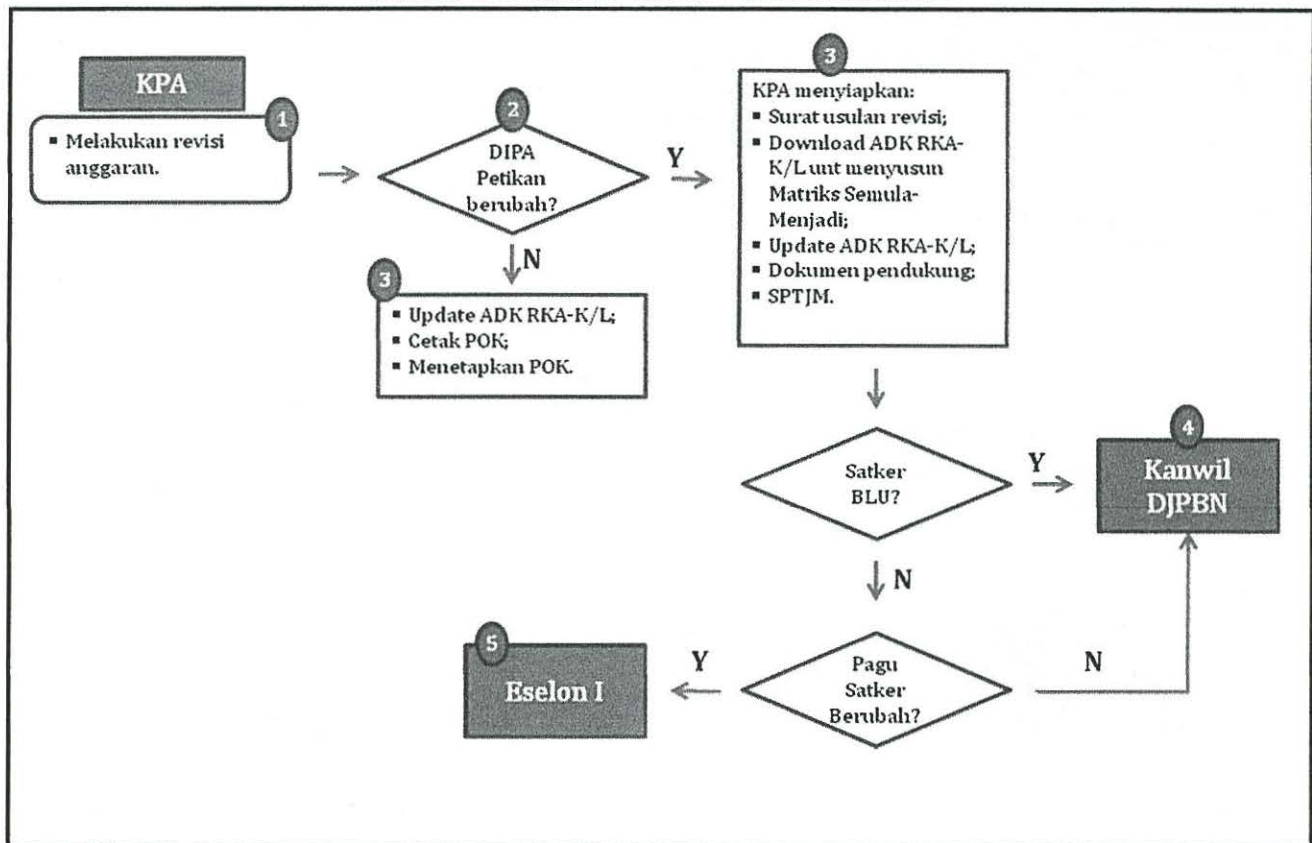 KPA
1
▪ Melakukan revisi
anggaran.
2
DIPA
Petikan
berubah?
Y
N
3
▪ Update ADK RKA-K/L;
▪ Cetak POK;
▪ Menetapkan POK.
3
KPA menyiapkan:
▪ Surat usulan revisi;
▪ Download ADK RKA-
K/L unt menyusun
Matriks Semula-
Menjadi;
▪ Update ADK RKA-K/L;
▪ Dokumen pendukung;
▪ SPTJM.
Satker
BLU?
Y
4
Kanwil
DJPBN
N
Pagu
Satker
Berubah?
N
Y
5
Eselon I